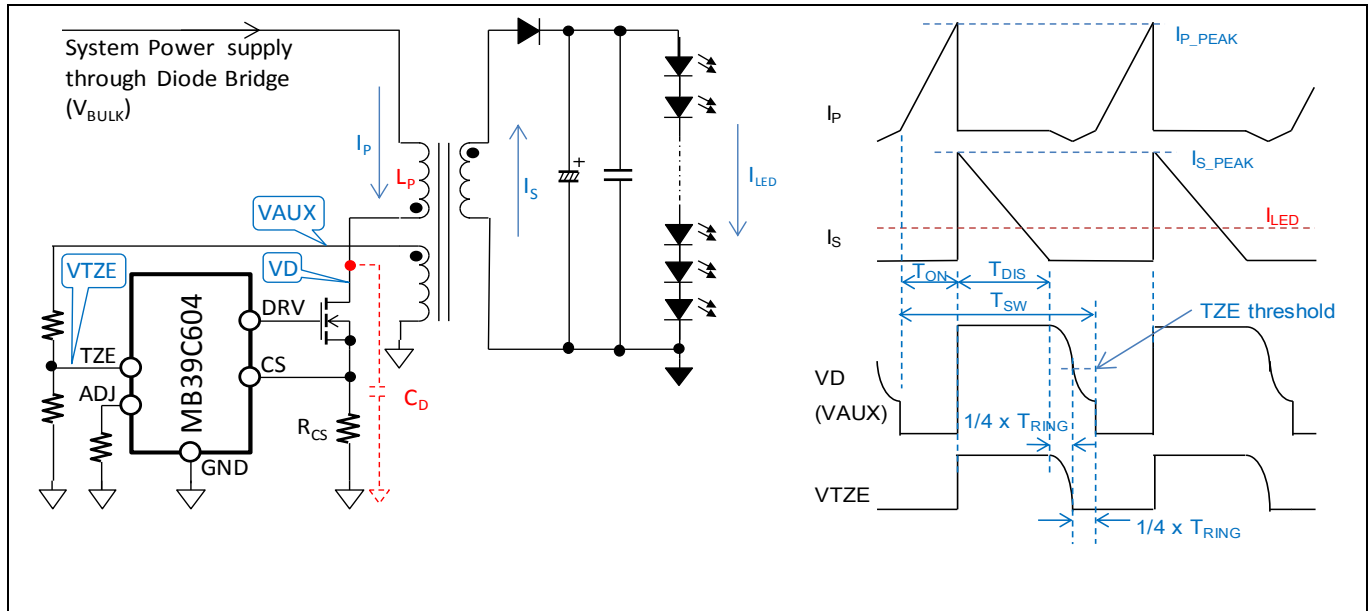 System Power supply
through Diode Bridge
(VBULK)
IP
LP
IS
ILED
VAUX
VD
VTZE
DRV
TZE
CS
ADJ
MB39C604
CD
RCS
GND
+
IP_PEAK
IP
IS_PEAK
ILED
IS
TON
TDIS
TSW
TZE threshold
VD
(VAUX)
1/4 x TRING
VTZE
1/4 x TRING